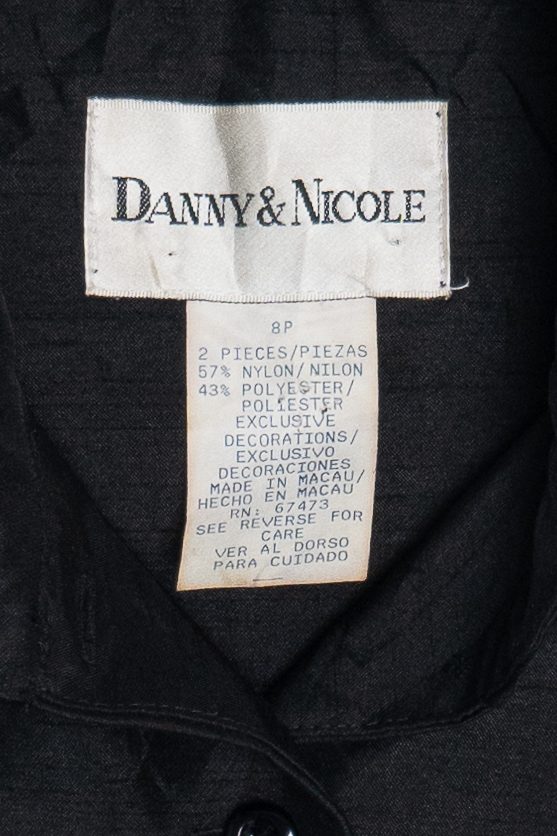 DANNY & NICOLE
8P
2 PIECES/PIEZAS
57% NYLON/NILON
43% POLYESTER/
POLIESTER
EXCLUSIVE
DECORATIONS/
EXCLUSIVO
DECORACIONES
MADE IN MACAU/
HECHO EN MACAU
RN: 67473
SEE REVERSE FOR
CARE
VER AL DORSO
PARA CUIDADO